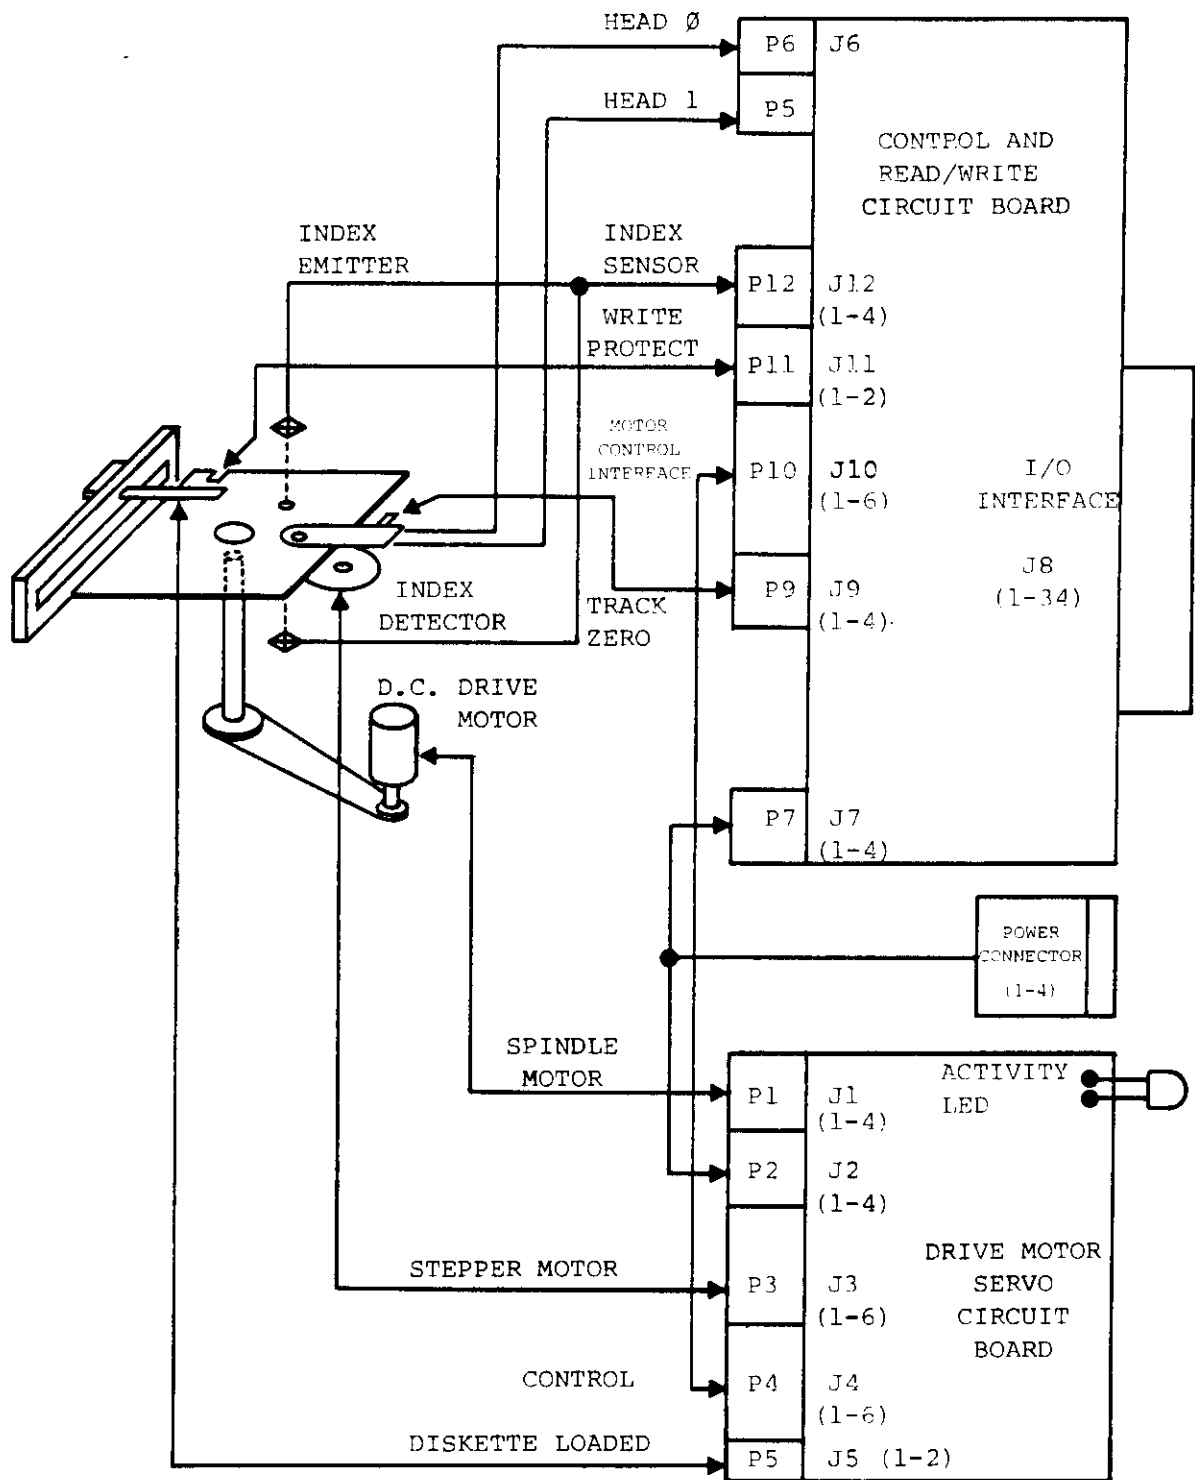 HEAD Ø
P6 J6
HEAD 1
P5
CONTROL AND
READ/WRITE
CIRCUIT BOARD
INDEX
EMITTER
INDEX
SENSOR
P12 J12
(1-4)
WRITE
PROTECT
P11 J11
(1-2)
MOTOR
CONTROL
INTERFACE
P10 J10
(1-6)
I/O
INTERFACE
J8
(1-34)
P9 J9
(1-4)
INDEX
DETECTOR
TRACK
ZERO
D.C. DRIVE
MOTOR
P7 J7
(1-4)
POWER
CONNECTOR
(1-4)
SPINDLE
MOTOR
P1 J1
(1-4)
ACTIVITY
LED
P2 J2
(1-4)
STEPPER MOTOR
P3 J3
(1-6)
DRIVE MOTOR
SERVO
CIRCUIT
BOARD
CONTROL
P4 J4
(1-6)
DISKETTE LOADED
P5 J5 (1-2)